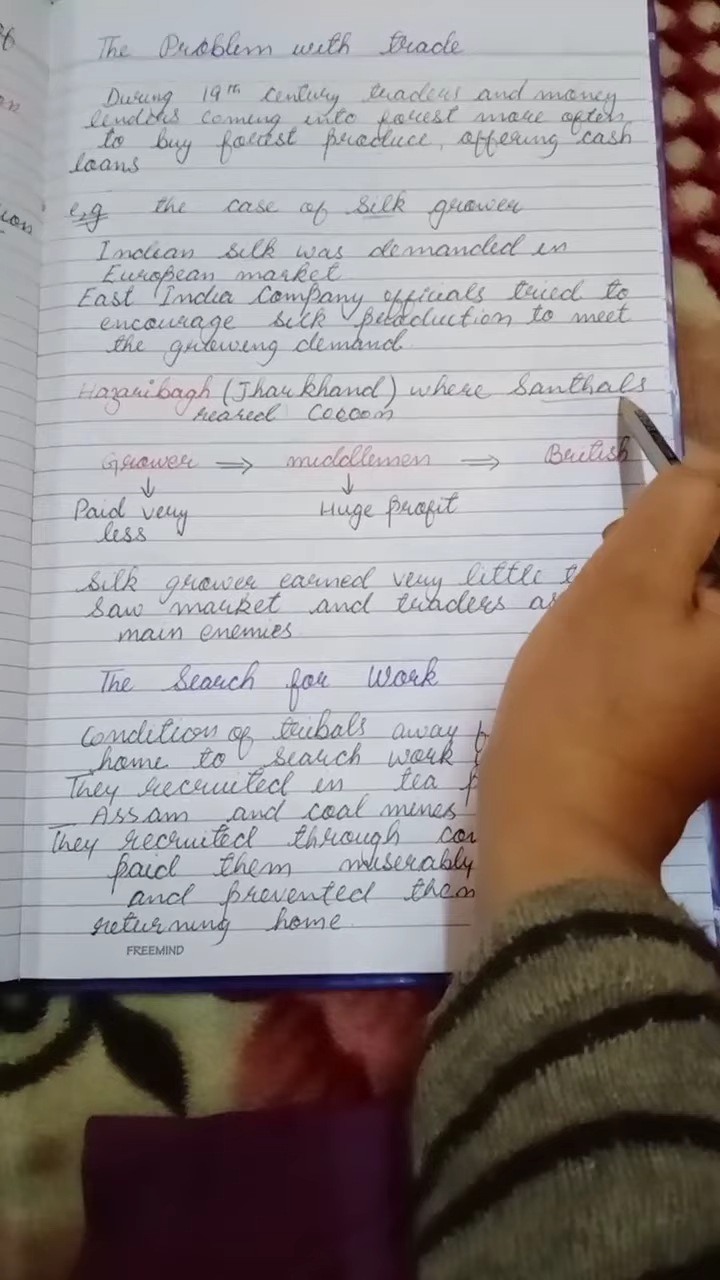 The Problem with trade
During 19th century traders and money
lenders coming into forest more often
to buy forest produce, offering cash
loans
e.g the case of silk grower
Indian silk was demanded in
European market
East India Company officials tried to
encourage silk production to meet
the growing demand
Hazaribagh (Jharkhand) where Santhals
reared Cocoon
Grower ⇒ middlemen ⇒ British
↓ ↓
Paid very Huge profit
less
Silk grower earned very little
saw market and traders
main enemies
The Search for Work
Condition of tribals away
home to search work
They recruited in tea
Assam and coal mines
They recruited through
paid them miserably
and prevented them
returning home
FREEMIND